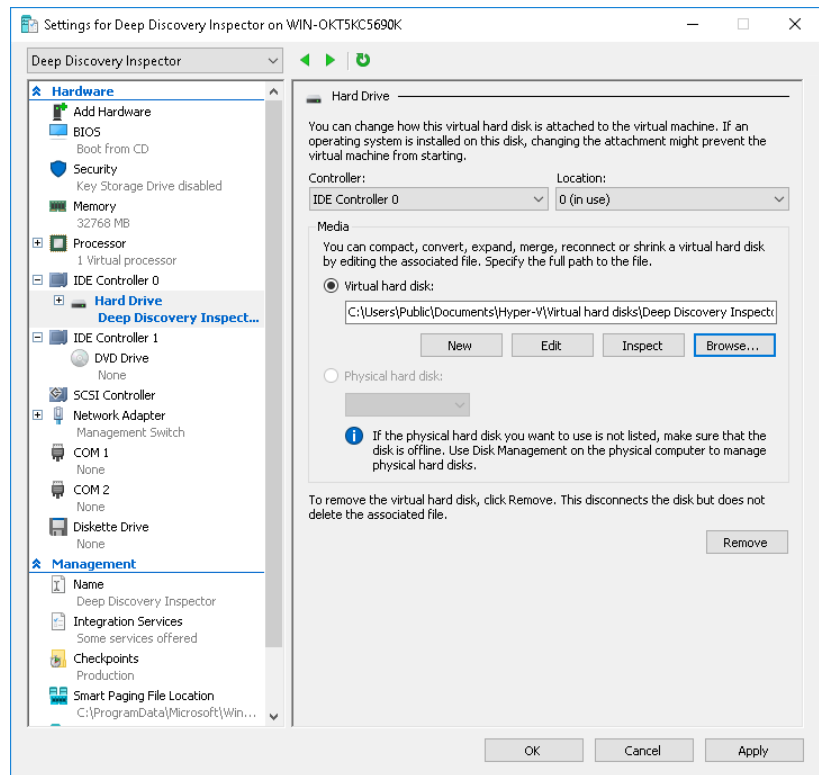 Settings for Deep Discovery Inspector on WIN-OKT5KC5690K
Deep Discovery Inspector
Hardware
Add Hardware
BIOS
Boot from CD
Security
Key Storage Drive disabled
Memory
32768 MB
Processor
1 Virtual processor
IDE Controller 0
Hard Drive
Deep Discovery Inspect...
IDE Controller 1
DVD Drive
None
SCSI Controller
Network Adapter
Management Switch
COM 1
None
COM 2
None
Diskette Drive
None
Management
Name
Deep Discovery Inspector
Integration Services
Some services offered
Checkpoints
Production
Smart Paging File Location
C:\ProgramData\Microsoft\Win...
Hard Drive
You can change how this virtual hard disk is attached to the virtual machine. If an
operating system is installed on this disk, changing the attachment might prevent the
virtual machine from starting.
Controller: Location:
IDE Controller 0 0 (in use)
Media
You can compact, convert, expand, merge, reconnect or shrink a virtual hard disk
by editing the associated file. Specify the full path to the file.
Virtual hard disk:
C:\Users\Public\Documents\Hyper-V\Virtual hard disks\Deep Discovery Inspecto
New Edit Inspect Browse...
Physical hard disk:
If the physical hard disk you want to use is not listed, make sure that the
disk is offline. Use Disk Management on the physical computer to manage
physical hard disks.
To remove the virtual hard disk, click Remove. This disconnects the disk but does not
delete the associated file.
Remove
OK Cancel Apply